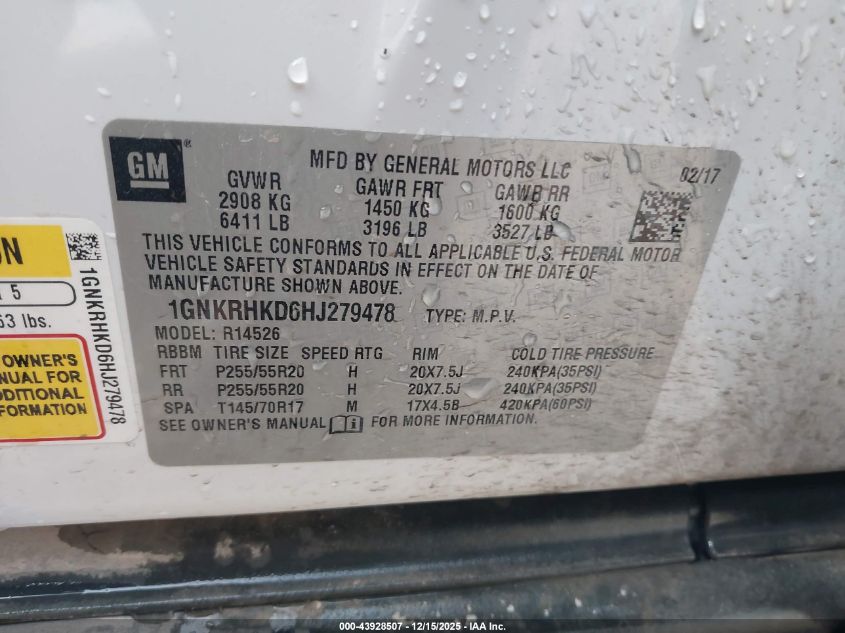 GM
MFD BY GENERAL MOTORS LLC
02/17
GVWR GAWR FRT GAWR RR
2908 KG 1450 KG 1600 KG
6411 LB 3196 LB 3527 LB
THIS VEHICLE CONFORMS TO ALL APPLICABLE U.S. FEDERAL MOTOR
VEHICLE SAFETY STANDARDS IN EFFECT ON THE DATE OF
MANUFACTURE SHOWN ABOVE.
1GNKRHKD6HJ279478 TYPE: M.P.V.
MODEL: R14526
RBBM TIRE SIZE SPEED RTG RIM COLD TIRE PRESSURE
FRT P255/55R20 H 20X7.5J 240KPA(35PSI)
RR P255/55R20 H 20X7.5J 240KPA(35PSI)
SPA T145/70R17 M 17X4.5B 420KPA(60PSI)
SEE OWNER'S MANUAL FOR MORE INFORMATION.
5
lbs.
OWNER'S
FOR
1GNKRHKD6HJ279478
000-43928507 - 12/15/2025 - IAA Inc.